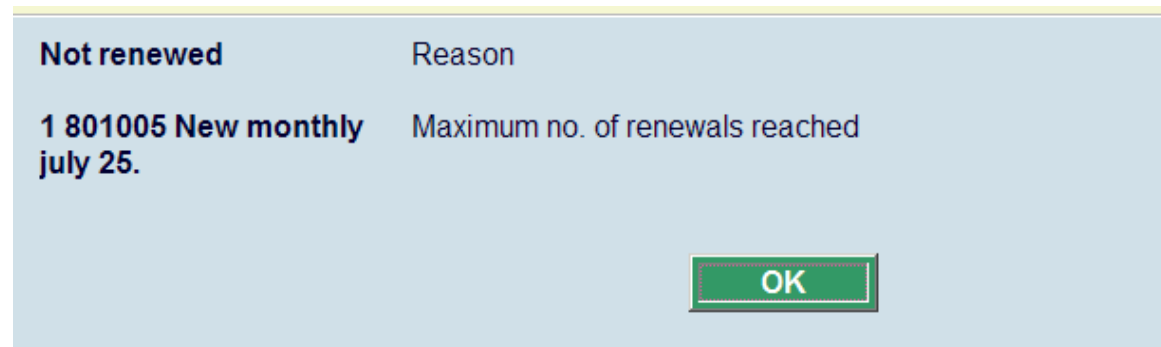 Not renewed Reason
1 801005 New monthly Maximum no. of renewals reached
july 25.
OK